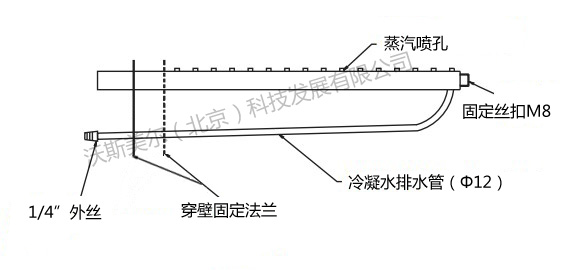 蒸汽喷孔
固定丝扣M8
沃斯美尔（北京）科技发展有限公司
冷凝水排水管（Φ12）
穿壁固定法兰
1/4”外丝